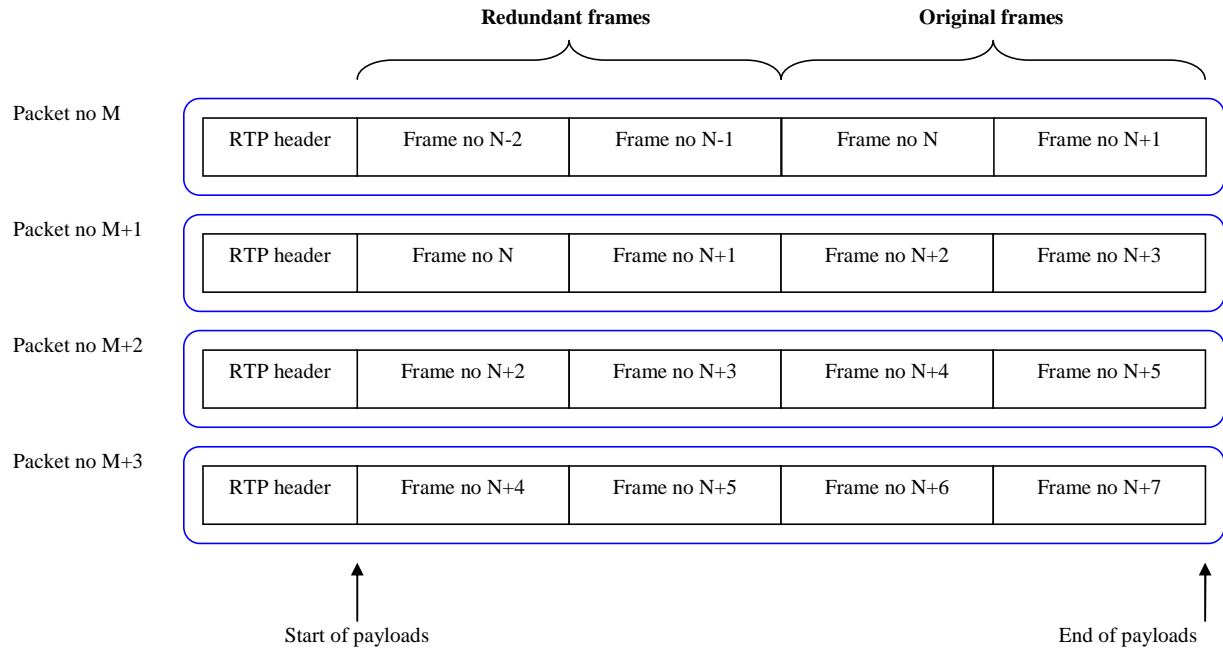 Redundant frames
Original frames
Packet no M
RTP header
Frame no N-2
Frame no N-1
Frame no N
Frame no N+1
Packet no M+1
RTP header
Frame no N
Frame no N+1
Frame no N+2
Frame no N+3
Packet no M+2
RTP header
Frame no N+2
Frame no N+3
Frame no N+4
Frame no N+5
Packet no M+3
RTP header
Frame no N+4
Frame no N+5
Frame no N+6
Frame no N+7
Start of payloads
End of payloads